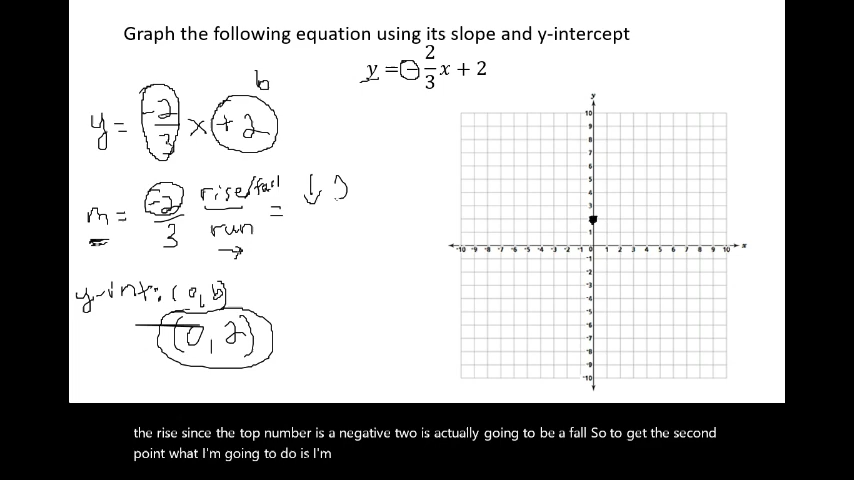 Graph the following equation using its slope and y-intercept
y = - 2/3 x + 2
b
y = -2/3 x + 2
m = -2/3 rise/fall / run = ↓
→
y-int: (0, b)
(0, 2)
y
10
9
8
7
6
5
4
3
1
-10 -9 -8 -7 -6 -5 -4 -3 -2 -1 0 1 2 3 4 5 6 7 8 9 10 x
-1
-2
-3
-4
-5
-6
-7
-8
-9
-10
the rise since the top number is a negative two is actually going to be a fall So to get the second
point what I'm going to do is I'm